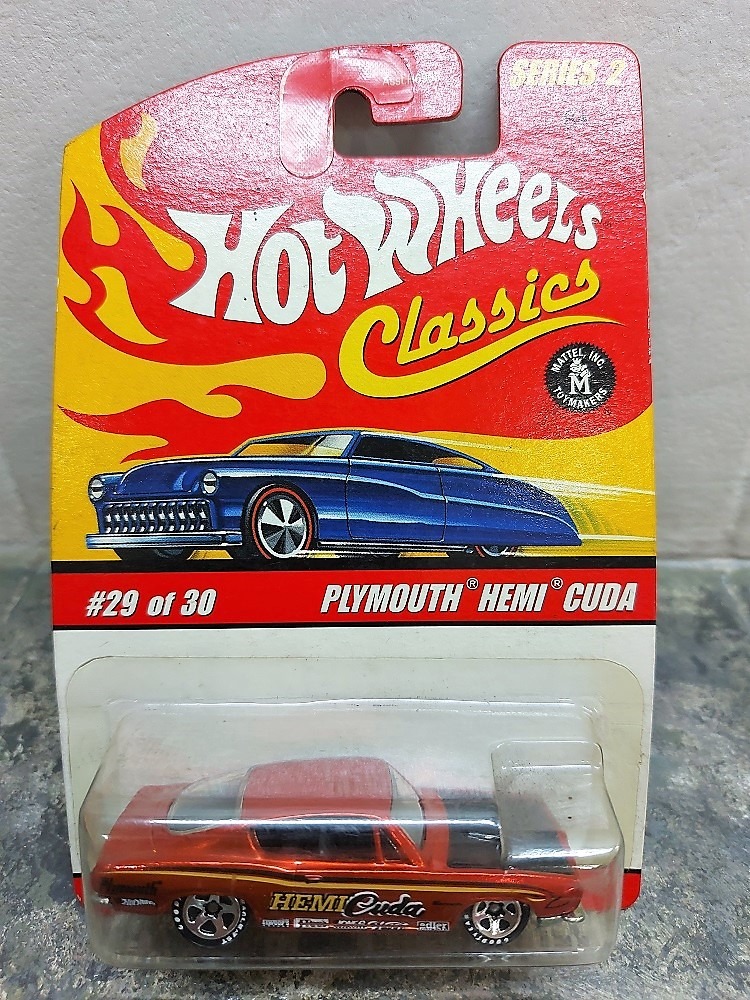 SERIES 2
Hot Wheels
Classics
MATTEL, INC.
M
TOYMAKERS
#29 of 30
PLYMOUTH® HEMI® CUDA
HEMI Cuda